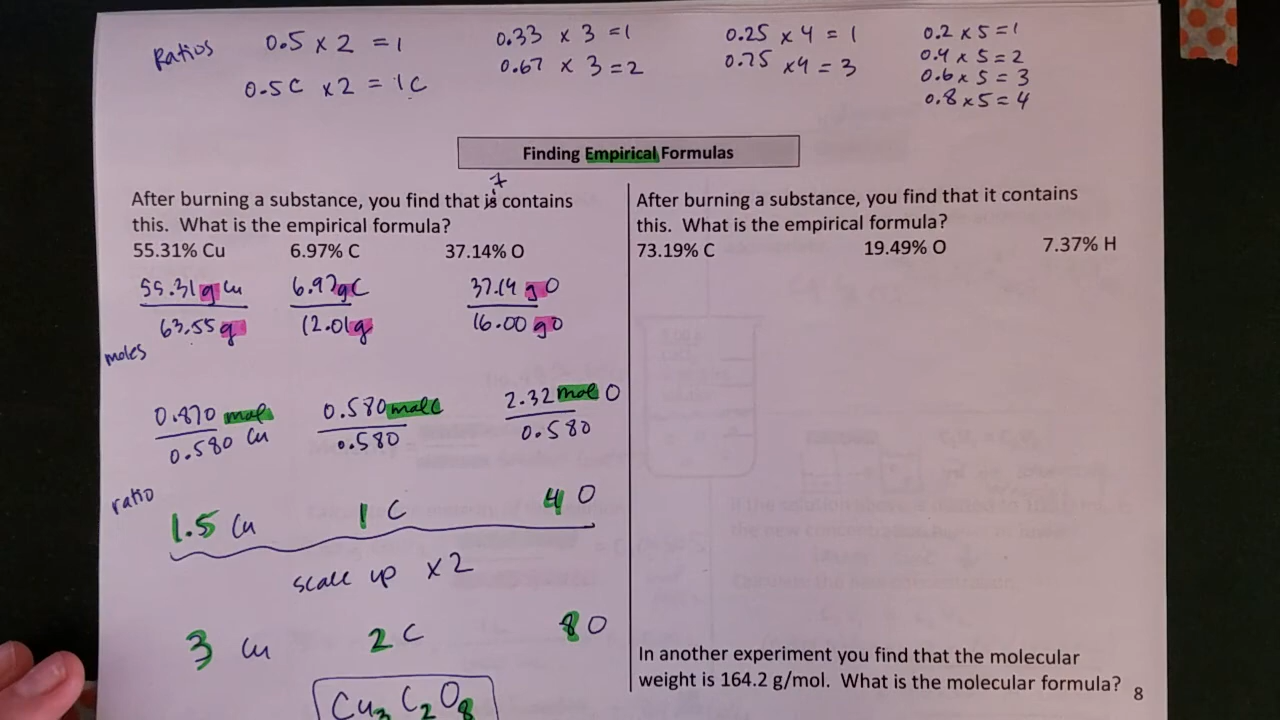 Ratios 0.5 x 2 = 1 0.33 x 3 = 1 0.25 x 4 = 1 0.2 x 5 = 1
0.5C x 2 = 1C 0.67 x 3 = 2 0.75 x 4 = 3 0.4 x 5 = 2
0.6 x 5 = 3
0.8 x 5 = 4
Finding Empirical Formulas
After burning a substance, you find that is contains
t
this. What is the empirical formula?
55.31% Cu 6.97% C 37.14% O
55.31 g Cu 6.97 g C 37.14 g O
63.55 g 12.01 g 16.00 g O
moles
0.870 mol 0.580 mol C 2.32 mol O
0.580 Cu 0.580 0.580
ratio
1.5 Cu 1 C 4 O
scale up x 2
3 Cu 2 C 8 O
Cu3 C2 O8
After burning a substance, you find that it contains
this. What is the empirical formula?
73.19% C 19.49% O 7.37% H
In another experiment you find that the molecular
weight is 164.2 g/mol. What is the molecular formula?
8